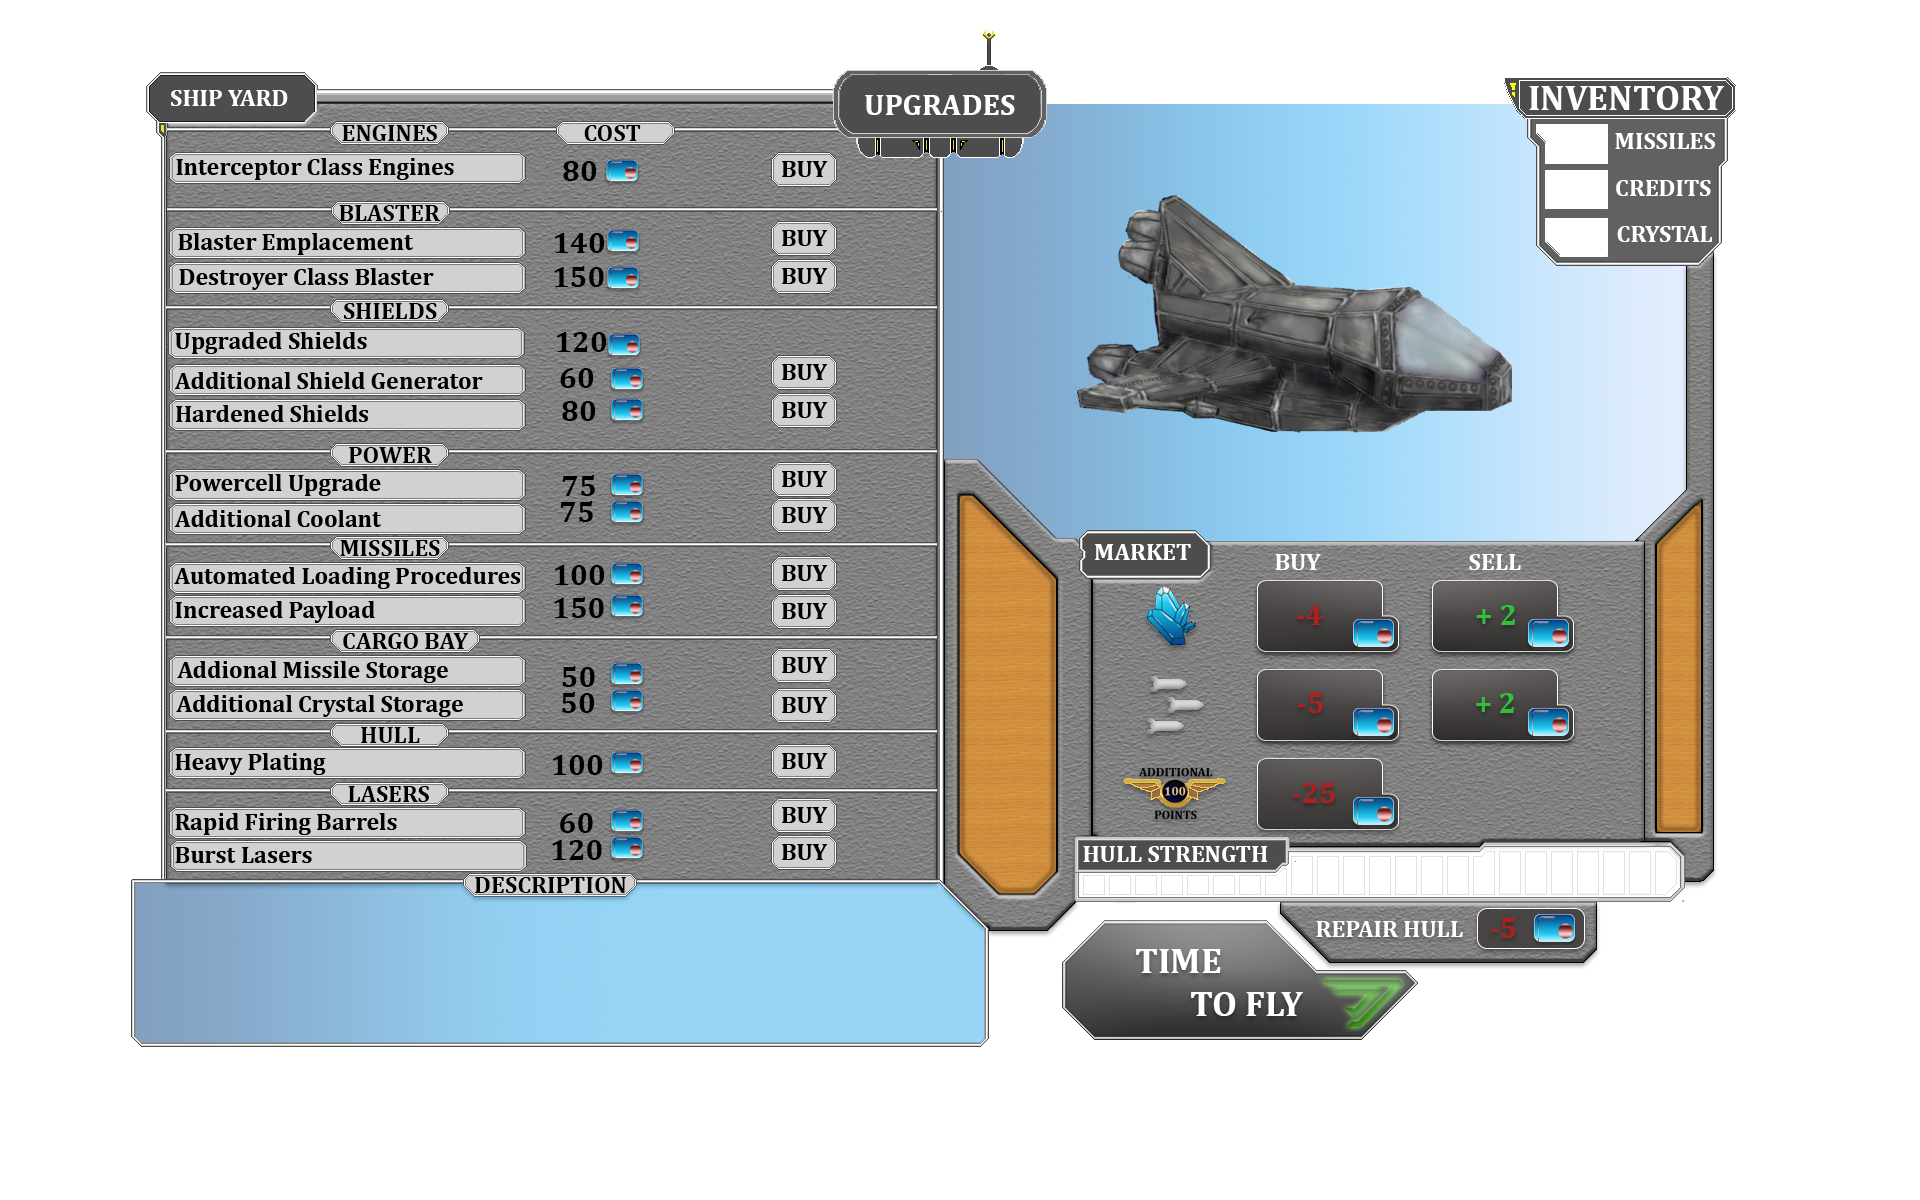 SHIP YARD
UPGRADES
ENGINES COST
Interceptor Class Engines 80 BUY
BLASTER
Blaster Emplacement 140 BUY
Destroyer Class Blaster 150 BUY
SHIELDS
Upgraded Shields 120
Additional Shield Generator 60 BUY
Hardened Shields 80 BUY
POWER
Powercell Upgrade 75 BUY
Additional Coolant 75 BUY
MISSILES
Automated Loading Procedures 100 BUY
Increased Payload 150 BUY
CARGO BAY
Addional Missile Storage 50 BUY
Additional Crystal Storage 50 BUY
HULL
Heavy Plating 100 BUY
LASERS
Rapid Firing Barrels 60 BUY
Burst Lasers 120 BUY
DESCRIPTION
INVENTORY
MISSILES
CREDITS
CRYSTAL
MARKET BUY SELL
-4 + 2
-5 + 2
ADDITIONAL
100
POINTS
-25
HULL STRENGTH
REPAIR HULL -5
TIME
TO FLY